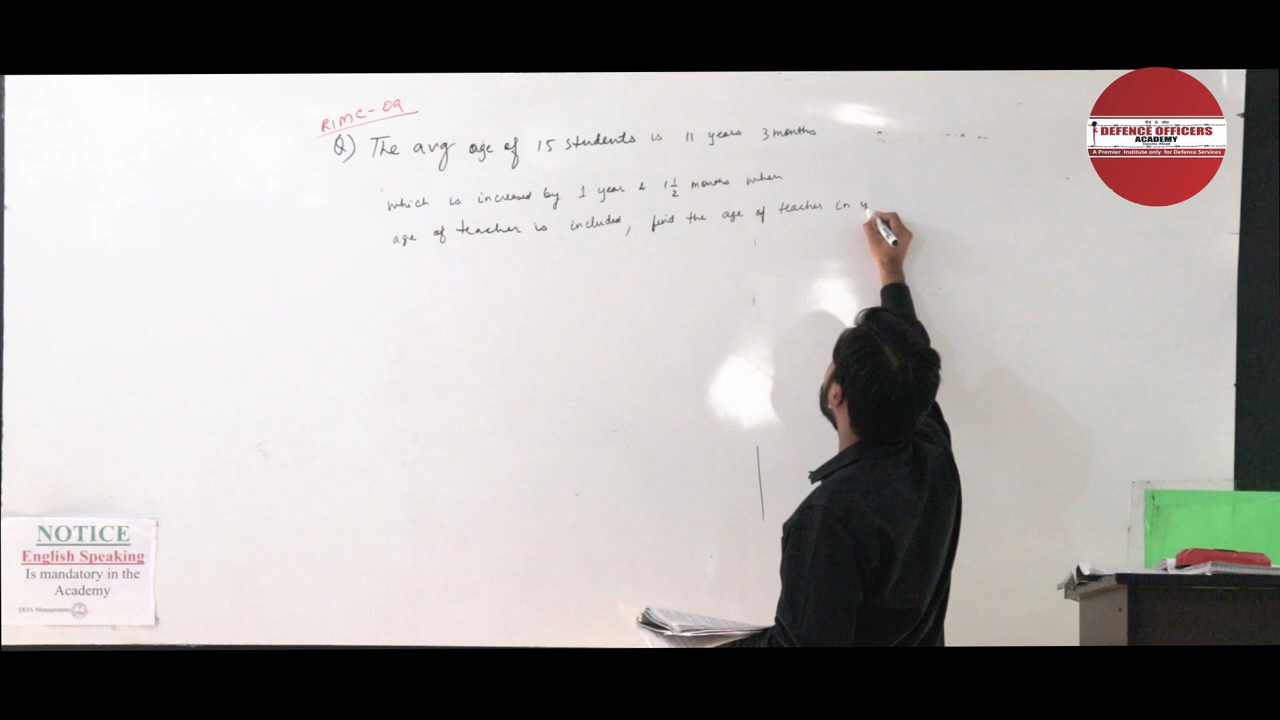 RIMC-09
Q) The avg age of 15 students is 11 years 3 months
which is increased by 1 year & 1 1/2 months when
age of teacher is included, find the age of teacher in y
DEFENCE OFFICERS
ACADEMY
A Premier Institute only for Defence Services
NOTICE
English Speaking
Is mandatory in the
Academy
DOA Management